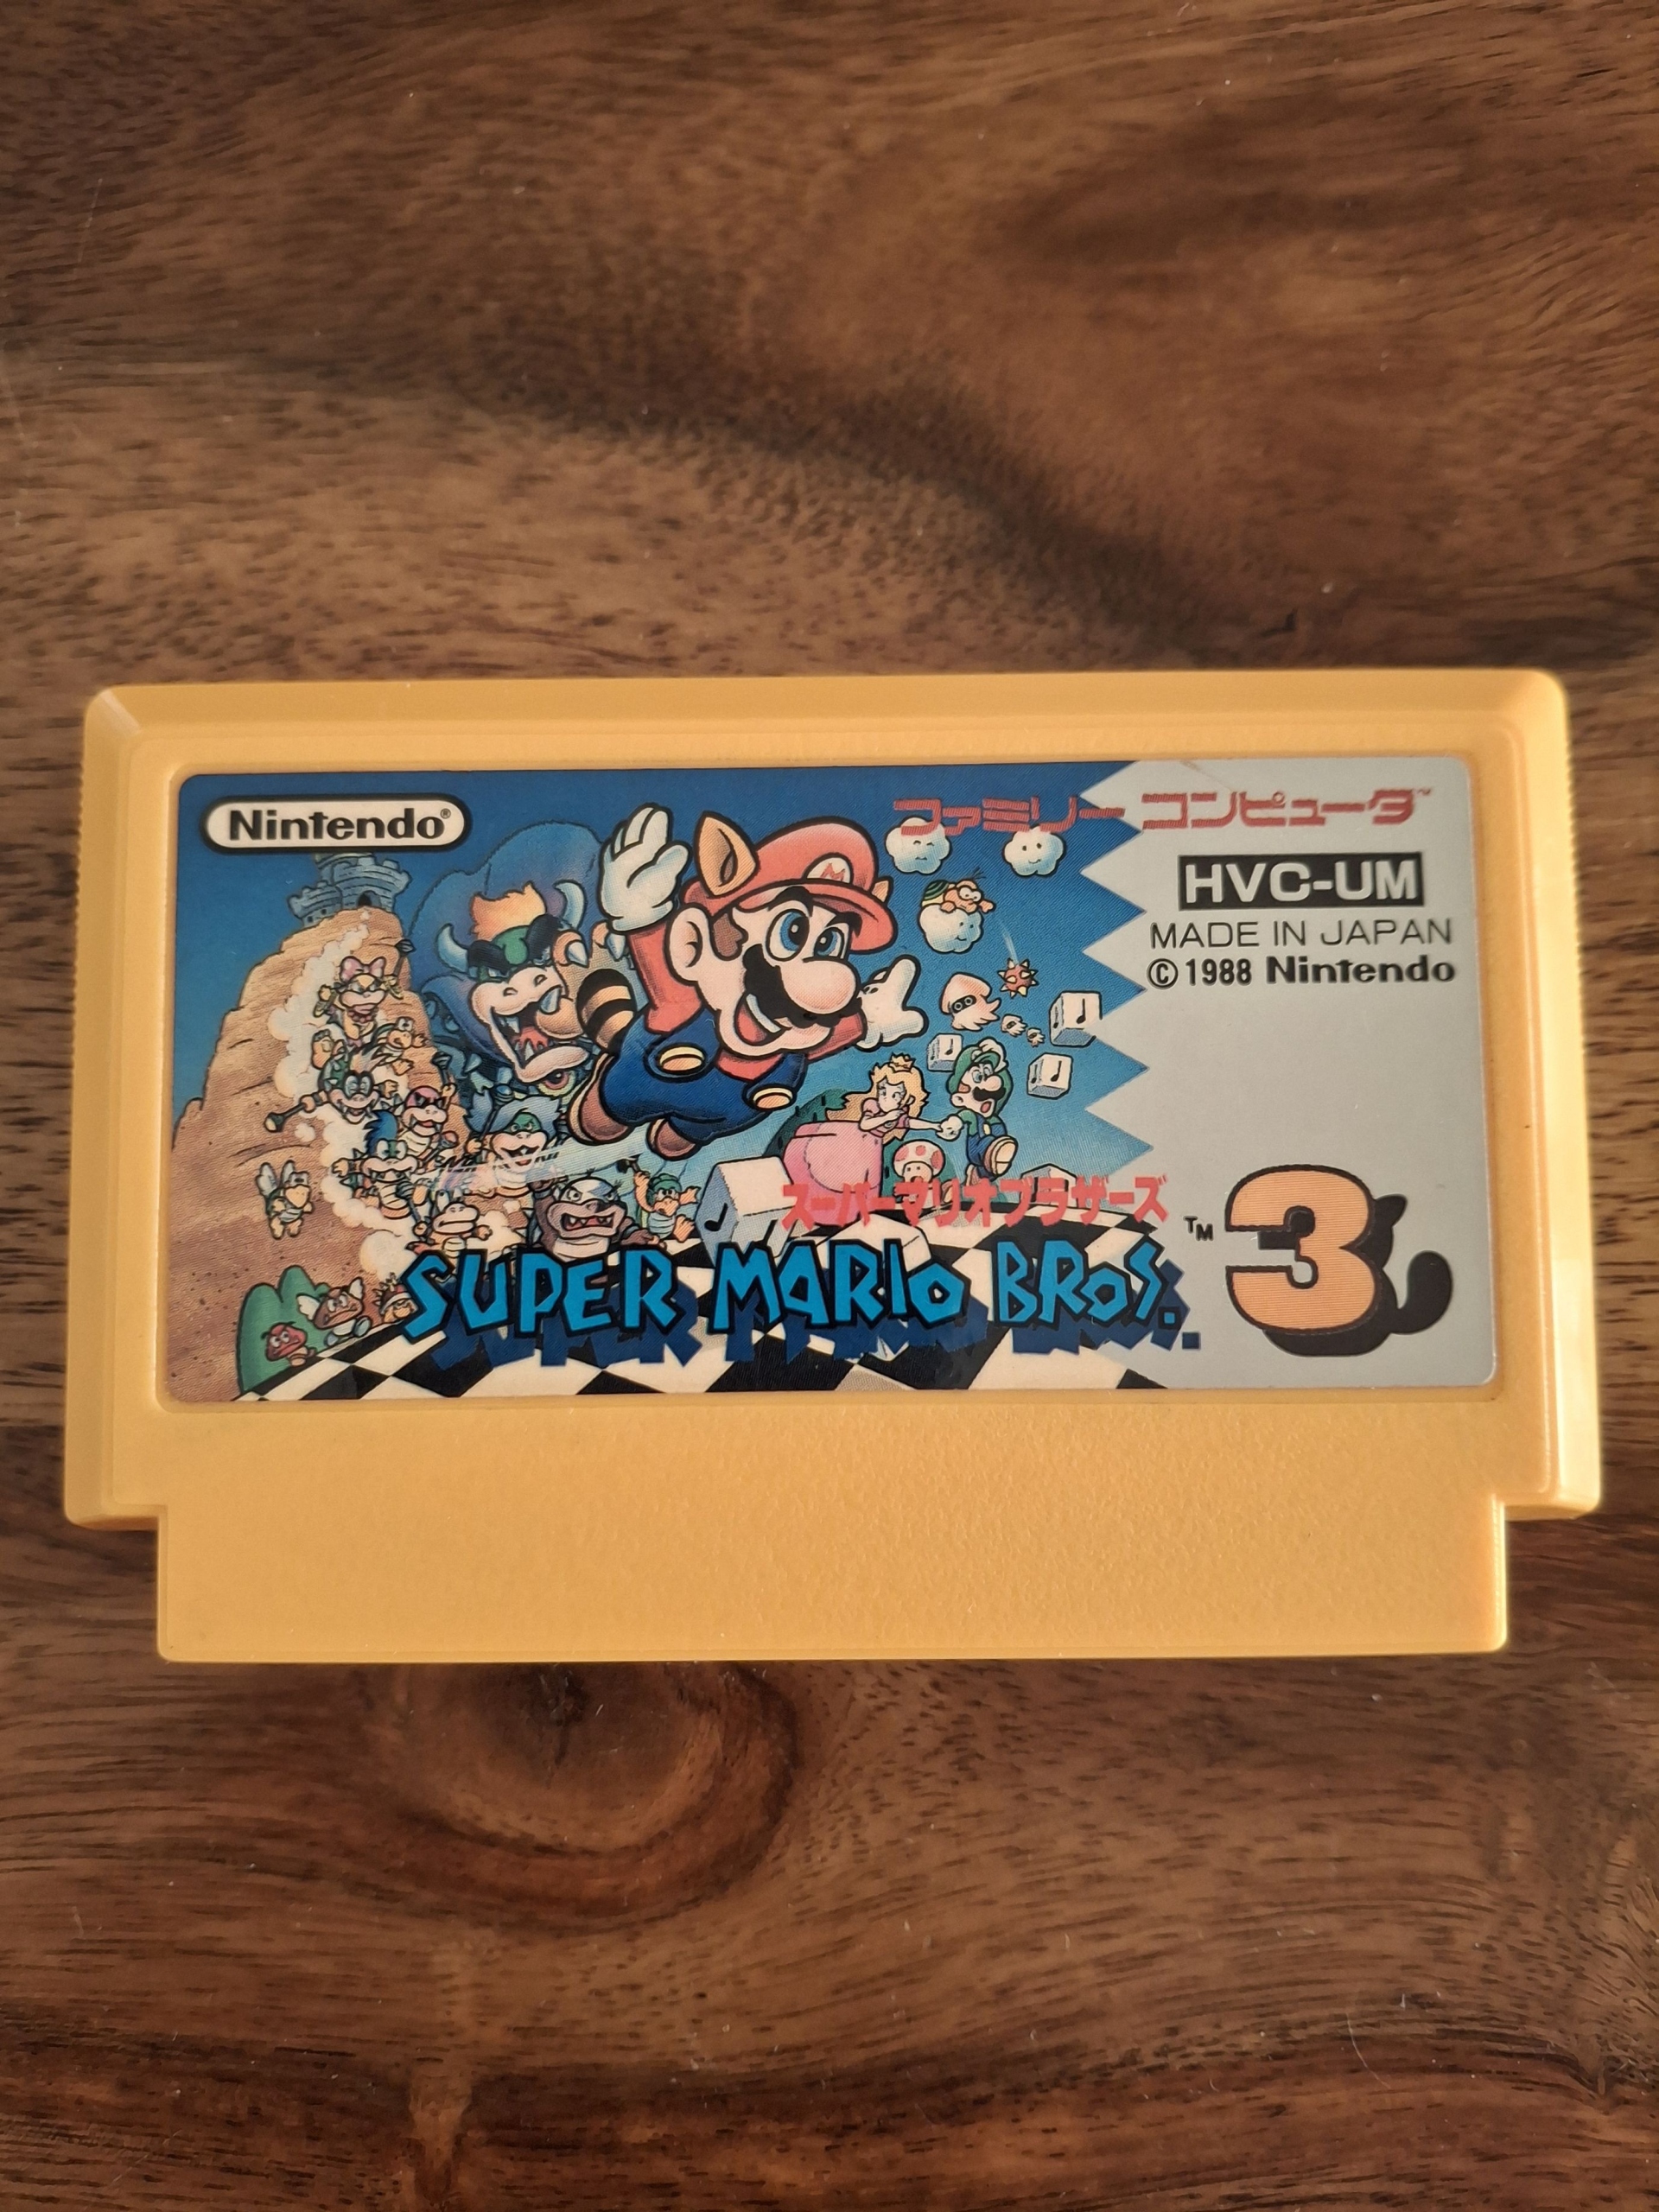 Nintendo®
ファミリー コンピュータ™
M
HVC-UM
MADE IN JAPAN
© 1988 Nintendo
スーパーマリオブラザーズ
SUPER MARIO BROS.™ 3